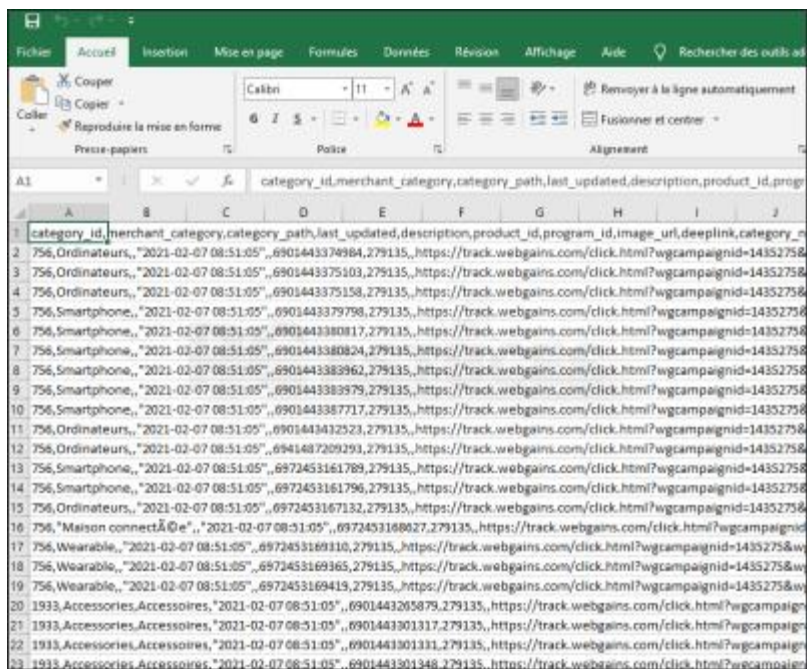 Fichier Accueil Insertion Mise en page Formules Données Révision Affichage Aide Rechercher des outils ad
Couper
Copier
Coller
Reproduire la mise en forme
Calibri 11 A A
G I S A
Renvoyer à la ligne automatiquement
Fusionner et centrer
Presse-papiers Police Alignement
A1 fx category_id,merchant_category,category_path,last_updated,description,product_id,progr
A B C D E F G H I J
1 category_id,merchant_category,category_path,last_updated,description,product_id,program_id,image_url,deeplink,category_n
2 756,Ordinateurs,,"2021-02-07 08:51:05",,6901443374984,279135,,https://track.webgains.com/click.html?wgcampaignid=1435275&
3 756,Ordinateurs,,"2021-02-07 08:51:05",,6901443375103,279135,,https://track.webgains.com/click.html?wgcampaignid=1435275&
4 756,Ordinateurs,,"2021-02-07 08:51:05",,6901443375158,279135,,https://track.webgains.com/click.html?wgcampaignid=1435275&
5 756,Smartphone,,"2021-02-07 08:51:05",,6901443379798,279135,,https://track.webgains.com/click.html?wgcampaignid=1435278
6 756,Smartphone,,"2021-02-07 08:51:05",,6901443380817,279135,,https://track.webgains.com/click.html?wgcampaignid=1435278
7 756,Smartphone,,"2021-02-07 08:51:05",,6901443380824,279135,,https://track.webgains.com/click.html?wgcampaignid=1435278
8 756,Smartphone,,"2021-02-07 08:51:05",,6901443383962,279135,,https://track.webgains.com/click.html?wgcampaignid=1435278
9 756,Smartphone,,"2021-02-07 08:51:05",,6901443383979,279135,,https://track.webgains.com/click.html?wgcampaignid=1435278
10 756,Smartphone,,"2021-02-07 08:51:05",,6901443387717,279135,,https://track.webgains.com/click.html?wgcampaignid=1435278
11 756,Ordinateurs,,"2021-02-07 08:51:05",,6901443432523,279135,,https://track.webgains.com/click.html?wgcampaignid=1435275&
12 756,Ordinateurs,,"2021-02-07 08:51:05",,6941487209293,279135,,https://track.webgains.com/click.html?wgcampaignid=1435275&
13 756,Smartphone,,"2021-02-07 08:51:05",,6972453161789,279135,,https://track.webgains.com/click.html?wgcampaignid=1435278
14 756,Smartphone,,"2021-02-07 08:51:05",,6972453161796,279135,,https://track.webgains.com/click.html?wgcampaignid=1435278
15 756,Ordinateurs,,"2021-02-07 08:51:05",,6972453167132,279135,,https://track.webgains.com/click.html?wgcampaignid=1435275&
16 756,"Maison connectÃ©e",,"2021-02-07 08:51:05",,6972453168627,279135,,https://track.webgains.com/click.html?wgcampaignid
17 756,Wearable,,"2021-02-07 08:51:05",,6972453169310,279135,,https://track.webgains.com/click.html?wgcampaignid=1435275&w
18 756,Wearable,,"2021-02-07 08:51:05",,6972453169365,279135,,https://track.webgains.com/click.html?wgcampaignid=1435275&w
19 756,Wearable,,"2021-02-07 08:51:05",,6972453169419,279135,,https://track.webgains.com/click.html?wgcampaignid=1435275&w
20 1933,Accessories,Accessoires,"2021-02-07 08:51:05",,6901443265879,279135,,https://track.webgains.com/click.html?wgcampaign
21 1933,Accessories,Accessoires,"2021-02-07 08:51:05",,6901443301317,279135,,https://track.webgains.com/click.html?wgcampaign
22 1933,Accessories,Accessoires,"2021-02-07 08:51:05",,6901443301331,279135,,https://track.webgains.com/click.html?wgcampaign
23 1933,Accessories,Accessoires,"2021-02-07 08:51:05",,6901443301348,279135,,https://track.webgains.com/click.html?wgcampaign